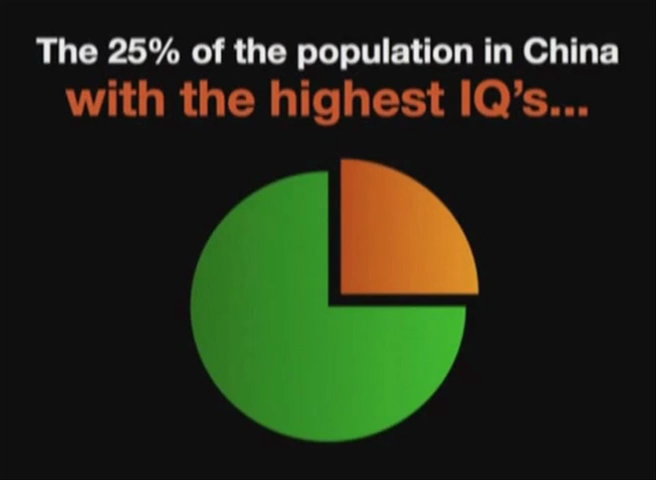 The 25% of the population in China
with the highest IQ’s...